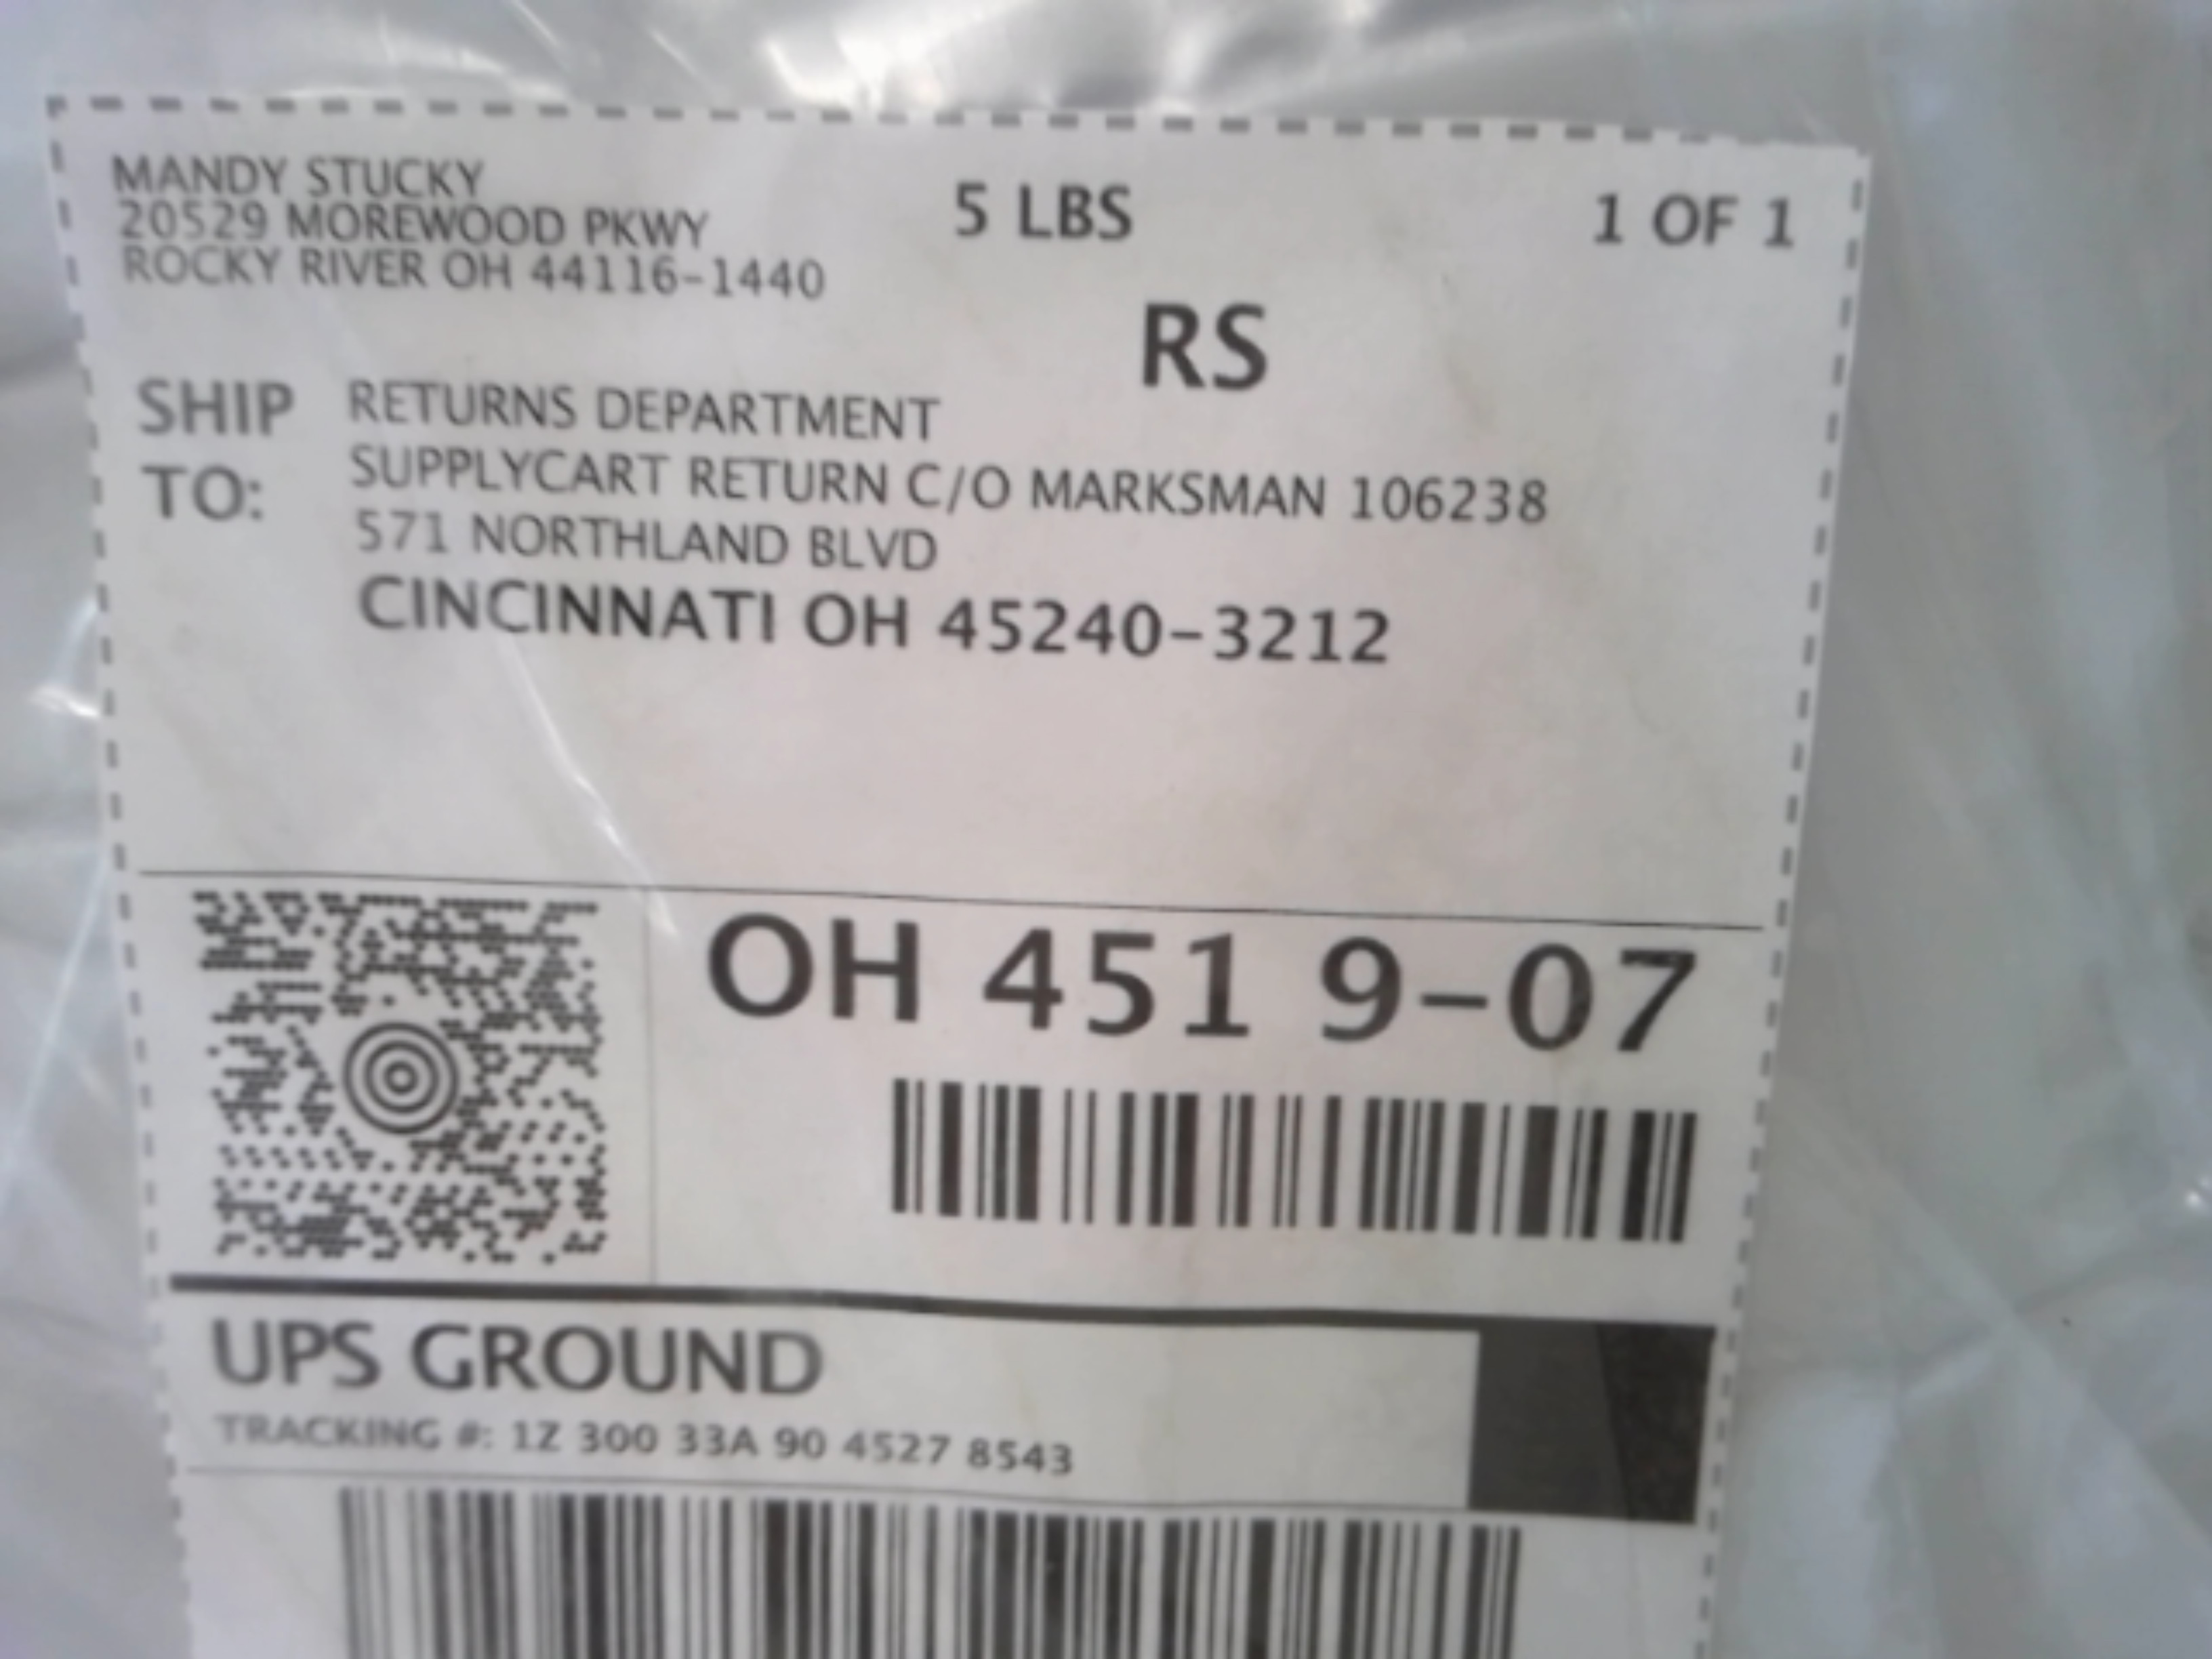 MANDY STUCKY
20529 MOREWOOD PKWY
ROCKY RIVER OH 44116-1440
5 LBS
1 OF 1
RS
SHIP TO:
RETURNS DEPARTMENT
SUPPLYCART RETURN C/O MARKSMAN 106238
571 NORTHLAND BLVD
CINCINNATI OH 45240-3212
OH 451 9-07
UPS GROUND
TRACKING #: 1Z 300 33A 90 4527 8543